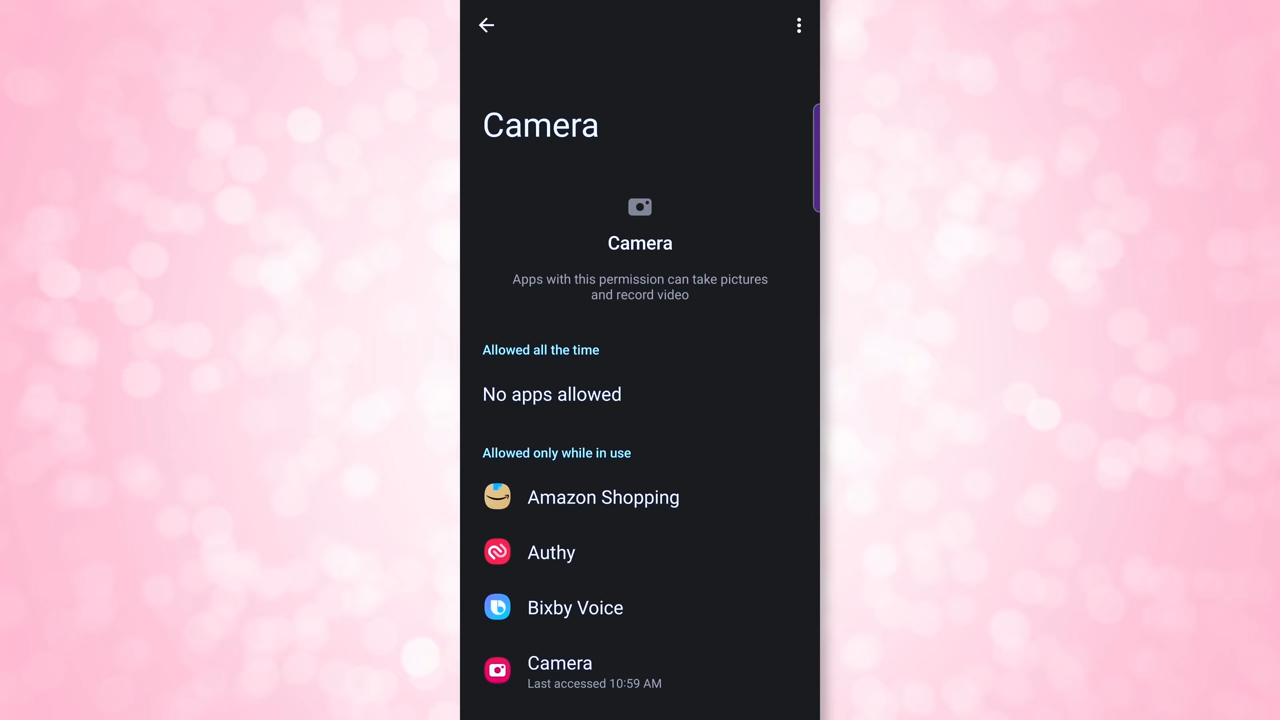 Camera
Camera
Apps with this permission can take pictures
and record video
Allowed all the time
No apps allowed
Allowed only while in use
Amazon Shopping
Authy
Bixby Voice
Camera
Last accessed 10:59 AM